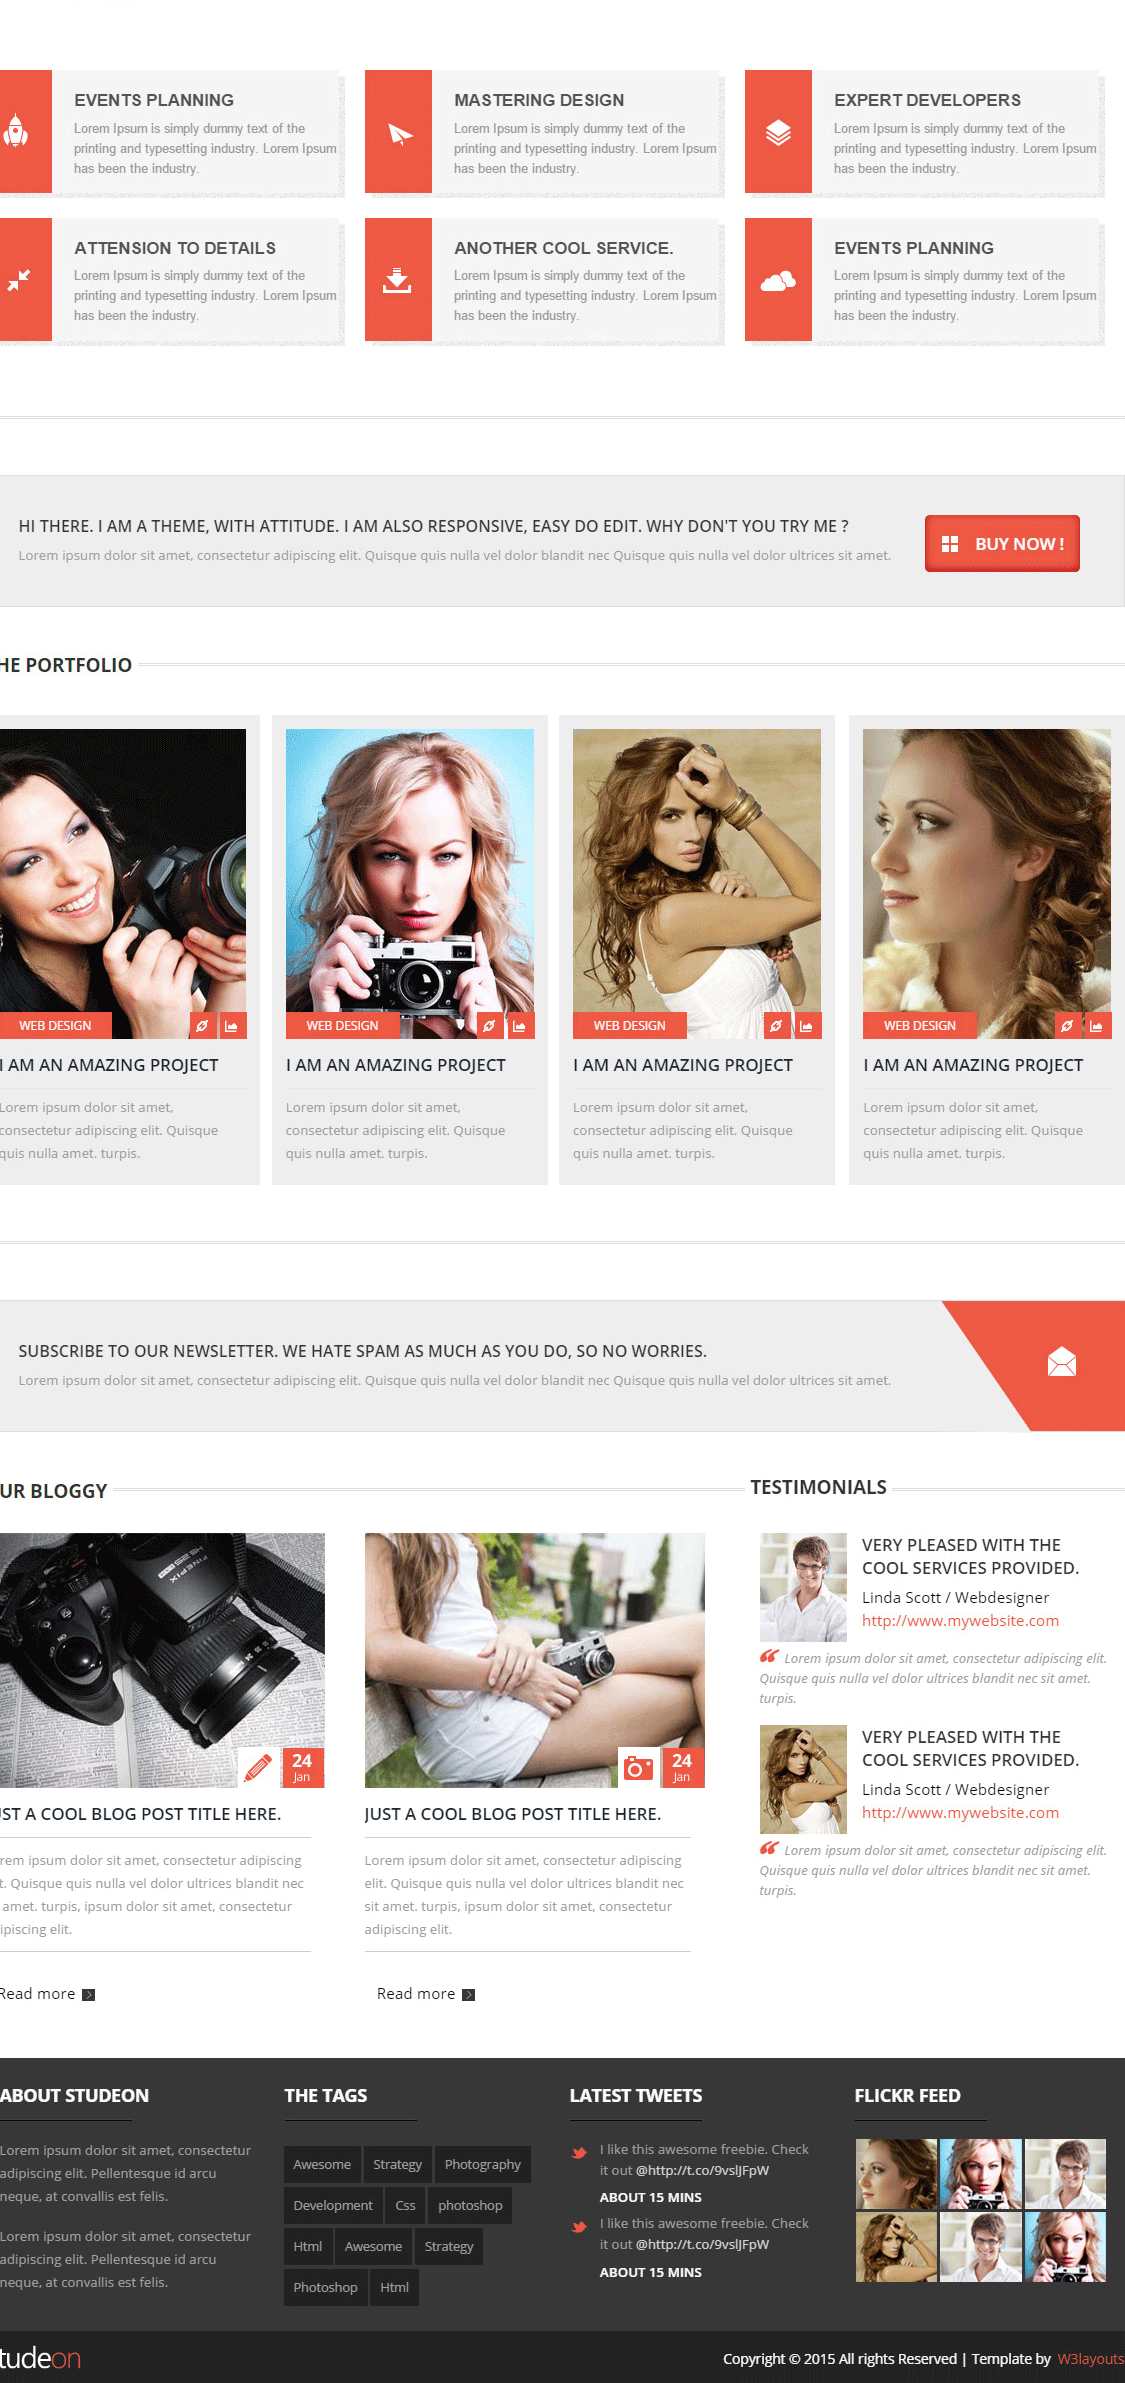 EVENTS PLANNING
Lorem Ipsum is simply dummy text of the
printing and typesetting industry. Lorem Ipsum
has been the industry.
MASTERING DESIGN
Lorem Ipsum is simply dummy text of the
printing and typesetting industry. Lorem Ipsum
has been the industry.
EXPERT DEVELOPERS
Lorem Ipsum is simply dummy text of the
printing and typesetting industry. Lorem Ipsum
has been the industry.
ATTENSION TO DETAILS
Lorem Ipsum is simply dummy text of the
printing and typesetting industry. Lorem Ipsum
has been the industry.
ANOTHER COOL SERVICE.
Lorem Ipsum is simply dummy text of the
printing and typesetting industry. Lorem Ipsum
has been the industry.
EVENTS PLANNING
Lorem Ipsum is simply dummy text of the
printing and typesetting industry. Lorem Ipsum
has been the industry.
HI THERE. I AM A THEME, WITH ATTITUDE. I AM ALSO RESPONSIVE, EASY DO EDIT. WHY DON'T YOU TRY ME ?
Lorem ipsum dolor sit amet, consectetur adipiscing elit. Quisque quis nulla vel dolor blandit nec Quisque quis nulla vel dolor ultrices sit amet.
BUY NOW !
HE PORTFOLIO
WEB DESIGN
I AM AN AMAZING PROJECT
Lorem ipsum dolor sit amet,
consectetur adipiscing elit. Quisque
quis nulla amet. turpis.
WEB DESIGN
I AM AN AMAZING PROJECT
Lorem ipsum dolor sit amet,
consectetur adipiscing elit. Quisque
quis nulla amet. turpis.
WEB DESIGN
I AM AN AMAZING PROJECT
Lorem ipsum dolor sit amet,
consectetur adipiscing elit. Quisque
quis nulla amet. turpis.
WEB DESIGN
I AM AN AMAZING PROJECT
Lorem ipsum dolor sit amet,
consectetur adipiscing elit. Quisque
quis nulla amet. turpis.
SUBSCRIBE TO OUR NEWSLETTER. WE HATE SPAM AS MUCH AS YOU DO, SO NO WORRIES.
Lorem ipsum dolor sit amet, consectetur adipiscing elit. Quisque quis nulla vel dolor blandit nec Quisque quis nulla vel dolor ultrices sit amet.
UR BLOGGY
FINEPIX
24
Jan
UST A COOL BLOG POST TITLE HERE.
rem ipsum dolor sit amet, consectetur adipiscing
t. Quisque quis nulla vel dolor ultrices blandit nec
amet. turpis, ipsum dolor sit amet, consectetur
ipiscing elit.
Read more
24
Jan
JUST A COOL BLOG POST TITLE HERE.
Lorem ipsum dolor sit amet, consectetur adipiscing
elit. Quisque quis nulla vel dolor ultrices blandit nec
sit amet. turpis, ipsum dolor sit amet, consectetur
adipiscing elit.
Read more
TESTIMONIALS
VERY PLEASED WITH THE
COOL SERVICES PROVIDED.
Linda Scott / Webdesigner
http://www.mywebsite.com
“ Lorem ipsum dolor sit amet, consectetur adipiscing elit.
Quisque quis nulla vel dolor ultrices blandit nec sit amet.
turpis.
VERY PLEASED WITH THE
COOL SERVICES PROVIDED.
Linda Scott / Webdesigner
http://www.mywebsite.com
“ Lorem ipsum dolor sit amet, consectetur adipiscing elit.
Quisque quis nulla vel dolor ultrices blandit nec sit amet.
turpis.
ABOUT STUDEON
Lorem ipsum dolor sit amet, consectetur
adipiscing elit. Pellentesque id arcu
neque, at convallis est felis.
Lorem ipsum dolor sit amet, consectetur
adipiscing elit. Pellentesque id arcu
neque, at convallis est felis.
THE TAGS
Awesome Strategy Photography
Development Css photoshop
Html Awesome Strategy
Photoshop Html
LATEST TWEETS
I like this awesome freebie. Check
it out @http://t.co/9vslJFpW
ABOUT 15 MINS
I like this awesome freebie. Check
it out @http://t.co/9vslJFpW
ABOUT 15 MINS
FLICKR FEED
tudeon
Copyright © 2015 All rights Reserved | Template by W3layouts